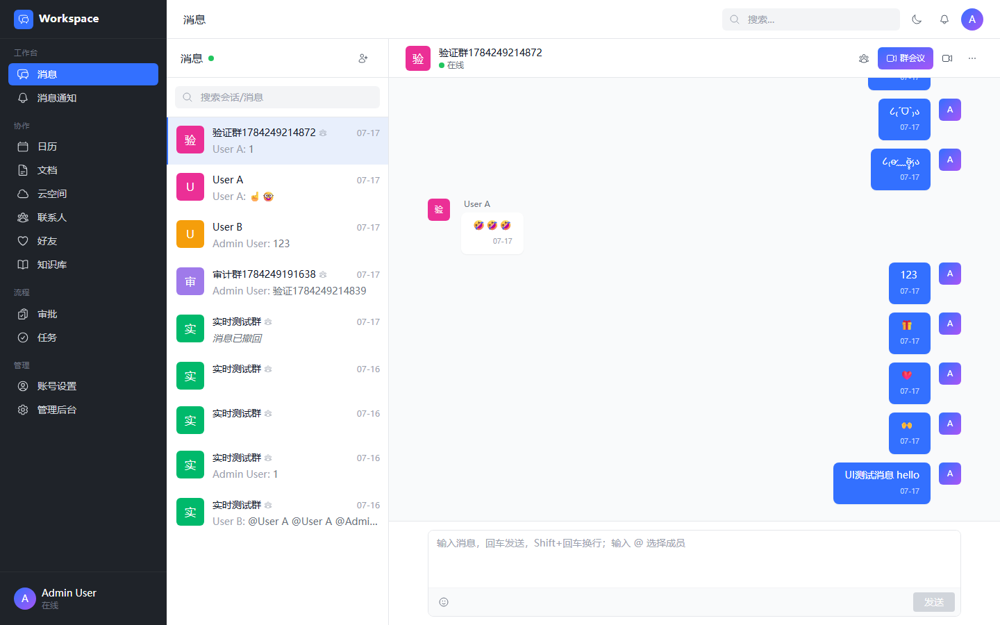 Workspace
工作台
消息
消息通知
协作
日历
文档
云空间
联系人
好友
知识库
流程
审批
任务
管理
账号设置
管理后台
A
Admin User
在线
消息
搜索...
A
消息
搜索会话/消息
验
验证群1784249214872
07-17
User A: 1
U
User A
07-17
User A: ☝️🤓
U
User B
07-17
Admin User: 123
审
审计群1784249191638
07-17
Admin User: 验证1784249214839
实
实时测试群
07-17
消息已撤回
实
实时测试群
07-16
实
实时测试群
07-16
实
实时测试群
07-16
Admin User: 1
实
实时测试群
07-16
User B: @User A @User A @Admi...
验
验证群1784249214872
在线
群会议
07-17
A
07-17
A
07-17
验
User A
🤣🤣🤣
07-17
123
A
07-17
🎁
A
07-17
A
07-17
🙌
A
07-17
UI测试消息 hello
A
07-17
输入消息，回车发送，Shift+回车换行；输入 @ 选择成员
发送